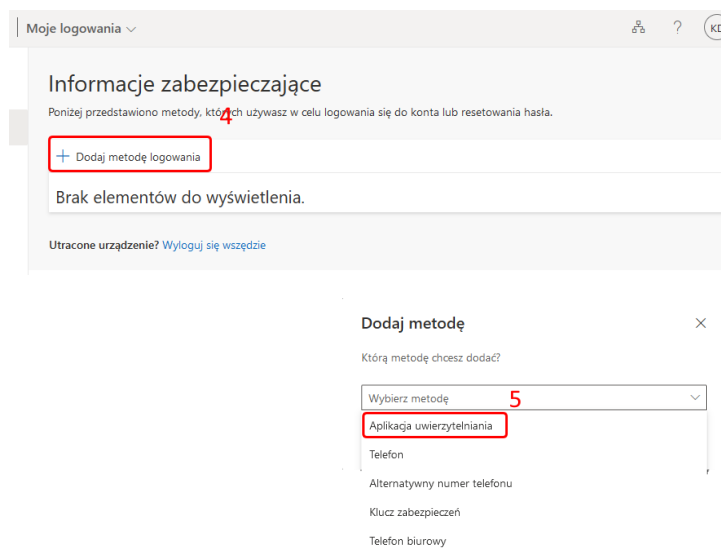 Moje logowania
?
KD
Informacje zabezpieczające
Poniżej przedstawiono metody, których używasz w celu logowania się do konta lub resetowania hasła.
4
+ Dodaj metodę logowania
Brak elementów do wyświetlenia.
Utracone urządzenie? Wyloguj się wszędzie
Dodaj metodę
Którą metodę chcesz dodać?
Wybierz metodę
5
Aplikacja uwierzytelniania
Telefon
Alternatywny numer telefonu
Klucz zabezpieczeń
Telefon biurowy